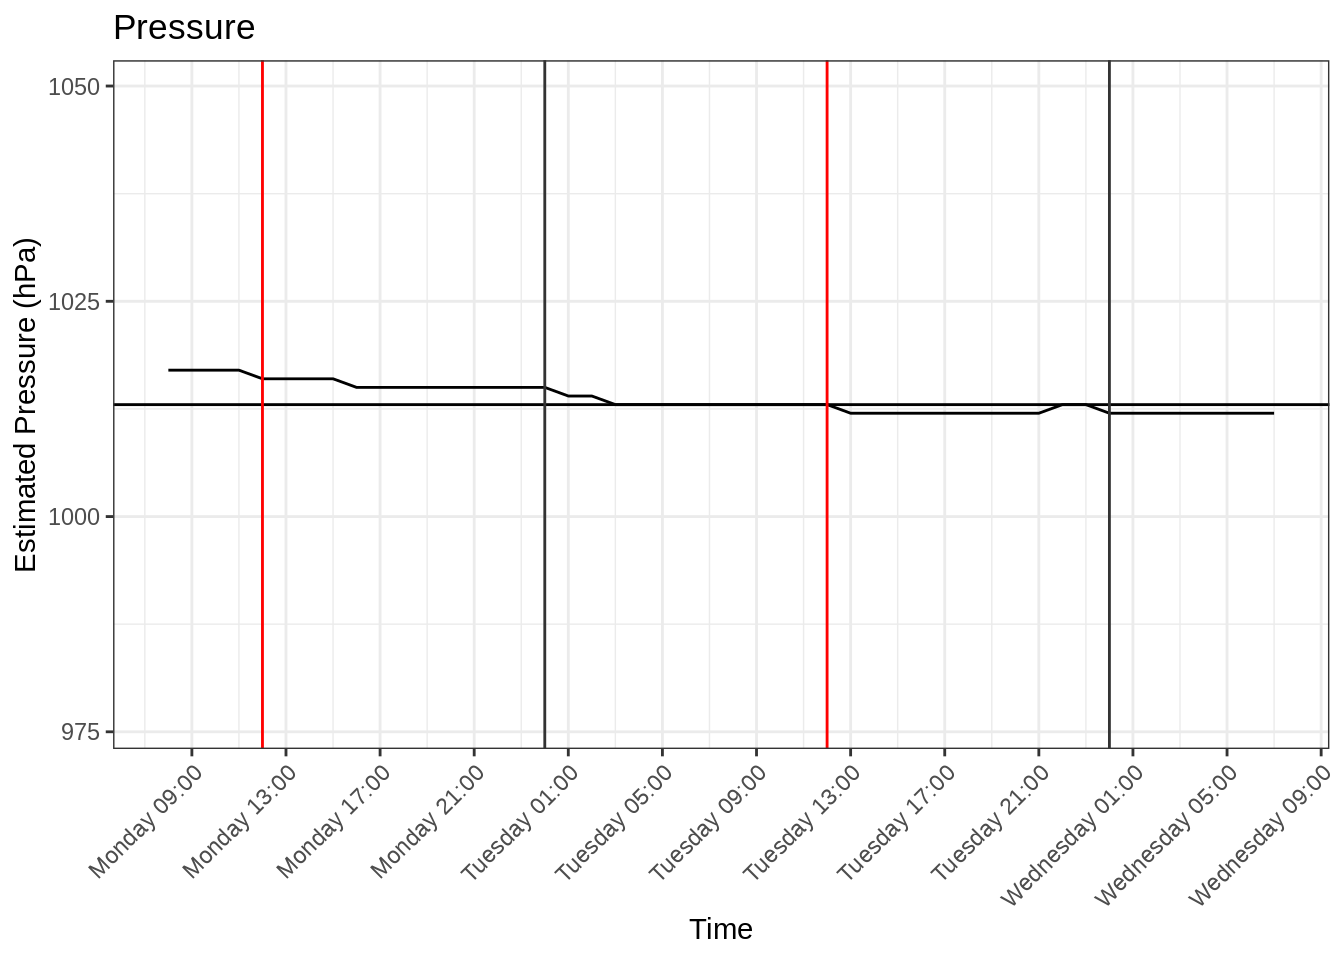 Pressure
Estimated Pressure (hPa)
1050
1025
1000
975
Monday 09:00
Monday 13:00
Monday 17:00
Monday 21:00
Tuesday 01:00
Tuesday 05:00
Tuesday 09:00
Tuesday 13:00
Tuesday 17:00
Tuesday 21:00
Wednesday 01:00
Wednesday 05:00
Wednesday 09:00
Time